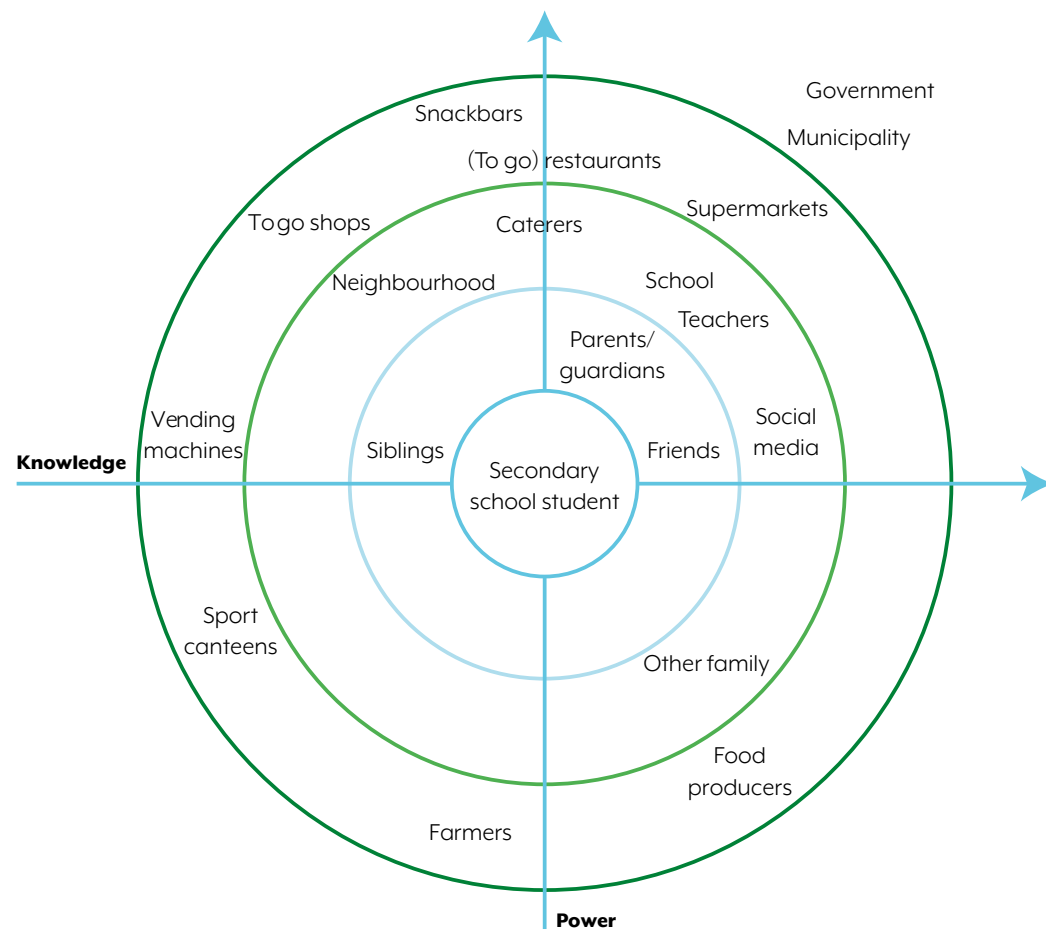 Government
Snackbars
Municipality
(To go) restaurants
Supermarkets
To go shops
Caterers
Neighbourhood
School
Teachers
Parents/
guardians
Vending
machines
Social
media
Siblings
Friends
Knowledge
Secondary
school student
Sport
canteens
Other family
Food
producers
Farmers
Power